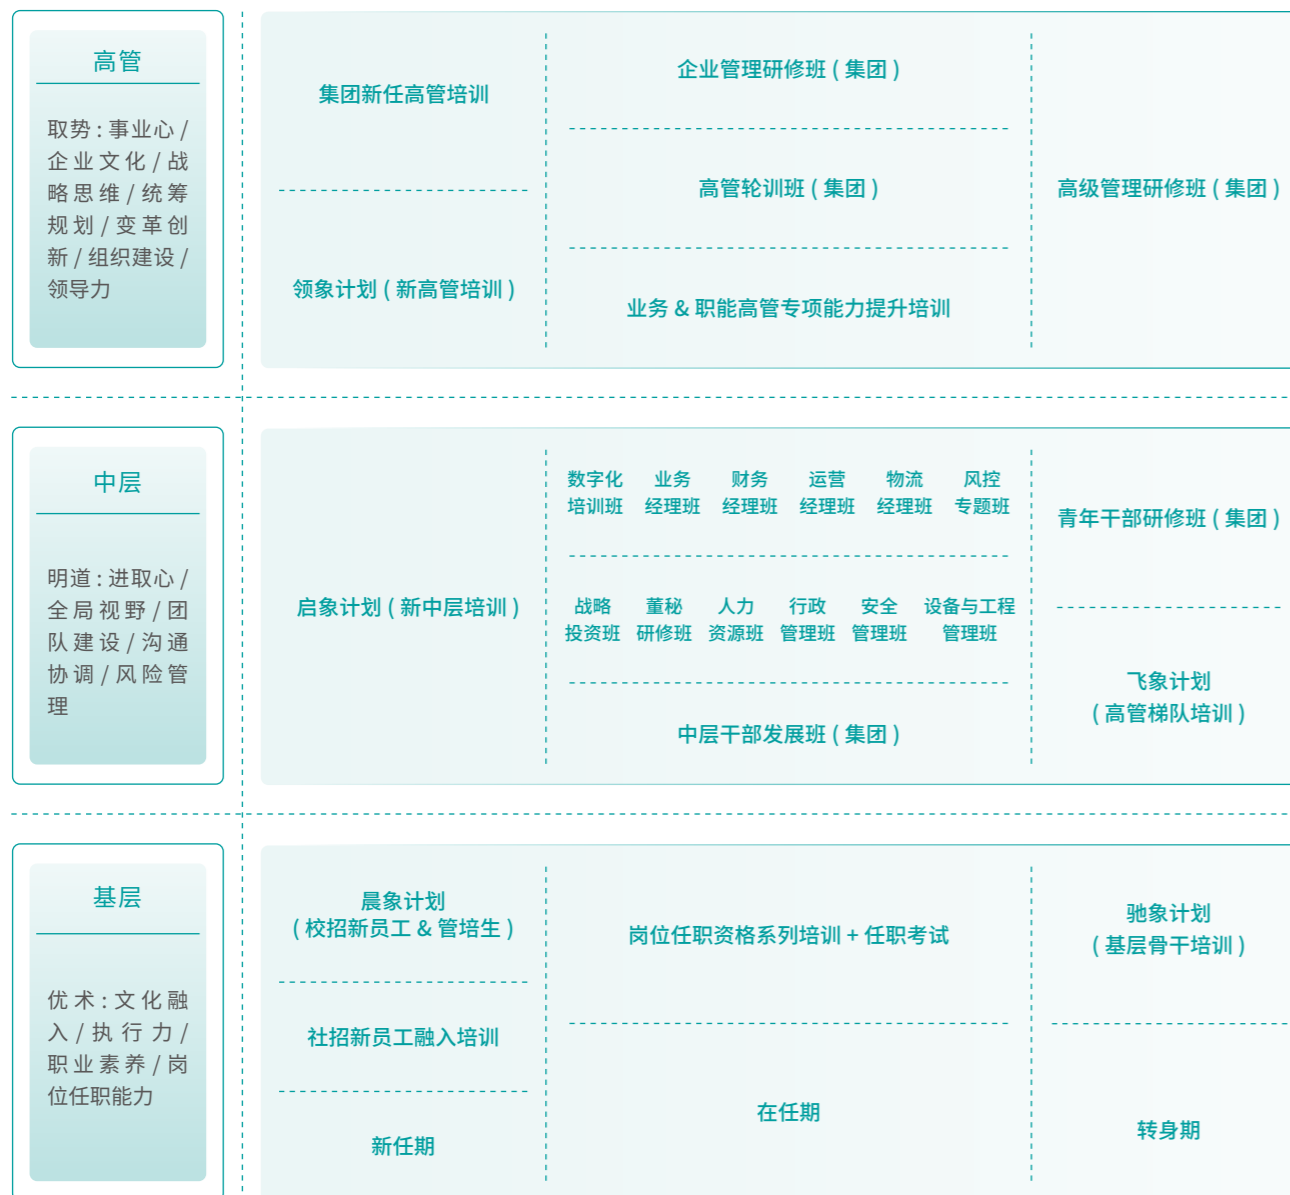 高管
取势:事业心/
企业文化/战
略思维/统筹
规划/变革创
新/组织建设/
领导力
集团新任高管培训
领象计划(新高管培训)
企业管理研修班(集团)
高管轮训班(集团)
业务&职能高管专项能力提升培训
高级管理研修班(集团)
中层
明道:进取心/
全局视野/团
队建设/沟通
协调/风险管
理
启象计划(新中层培训)
数字化 业务 财务 运营 物流 风控
培训班 经理班 经理班 经理班 经理班 专题班
战略 董秘 人力 行政 安全 设备与工程
投资班 研修班 资源班 管理班 管理班 管理班
中层干部发展班(集团)
青年干部研修班(集团)
飞象计划
(高管梯队培训)
基层
优术:文化融
入/执行力/
职业素养/岗
位任职能力
晨象计划
(校招新员工&管培生)
社招新员工融入培训
新任期
岗位任职资格系列培训+任职考试
在任期
驰象计划
(基层骨干培训)
转身期